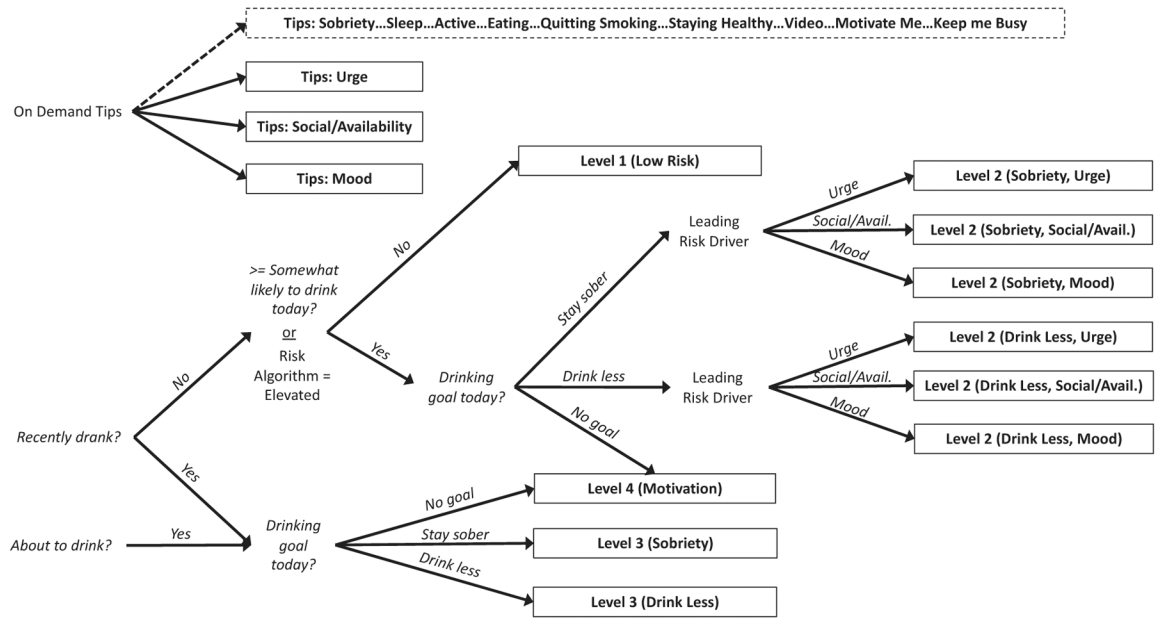 Tips: Sobriety…Sleep…Active…Eating…Quitting Smoking…Staying Healthy…Video…Motivate Me…Keep me Busy
Tips: Urge
On Demand Tips
Tips: Social/Availability
Tips: Mood
Level 1 (Low Risk)
No
>= Somewhat
likely to drink
today?
or
Risk
Algorithm =
Elevated
Yes
Drinking
goal today?
Stay sober
Leading
Risk Driver
Urge
Level 2 (Sobriety, Urge)
Social/Avail.
Level 2 (Sobriety, Social/Avail.)
Mood
Level 2 (Sobriety, Mood)
Drink less
Leading
Risk Driver
Urge
Level 2 (Drink Less, Urge)
Social/Avail.
Level 2 (Drink Less, Social/Avail.)
Mood
Level 2 (Drink Less, Mood)
No goal
No
Recently drank?
Yes
About to drink?
Yes
Drinking
goal
today?
No goal
Level 4 (Motivation)
Stay sober
Level 3 (Sobriety)
Drink less
Level 3 (Drink Less)